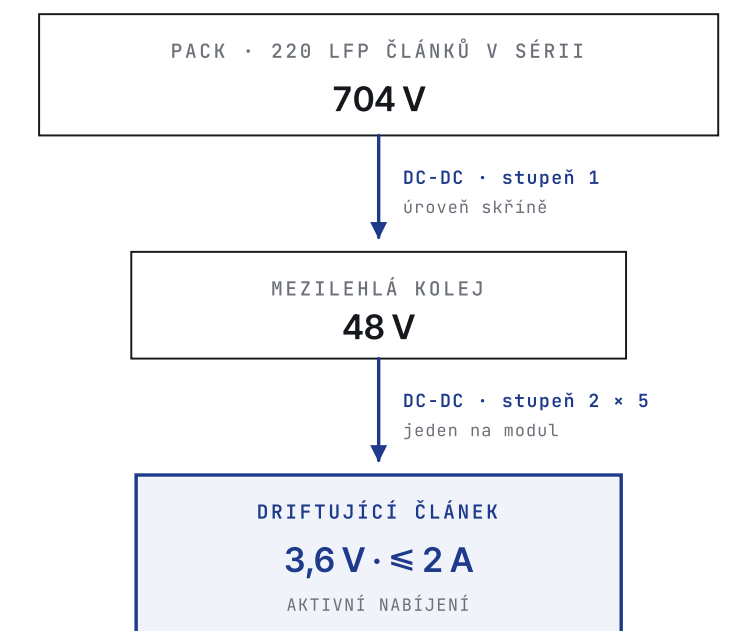 PACK · 220 LFP ČLÁNKŮ V SÉRII
704 V
DC-DC · stupeň 1
úroveň skříně
MEZILEHLÁ KOLEJ
48 V
DC-DC · stupeň 2 × 5
jeden na modul
DRIFTUJÍCÍ ČLÁNEK
3,6 V · ⩽ 2 A
AKTIVNÍ NABÍJENÍ